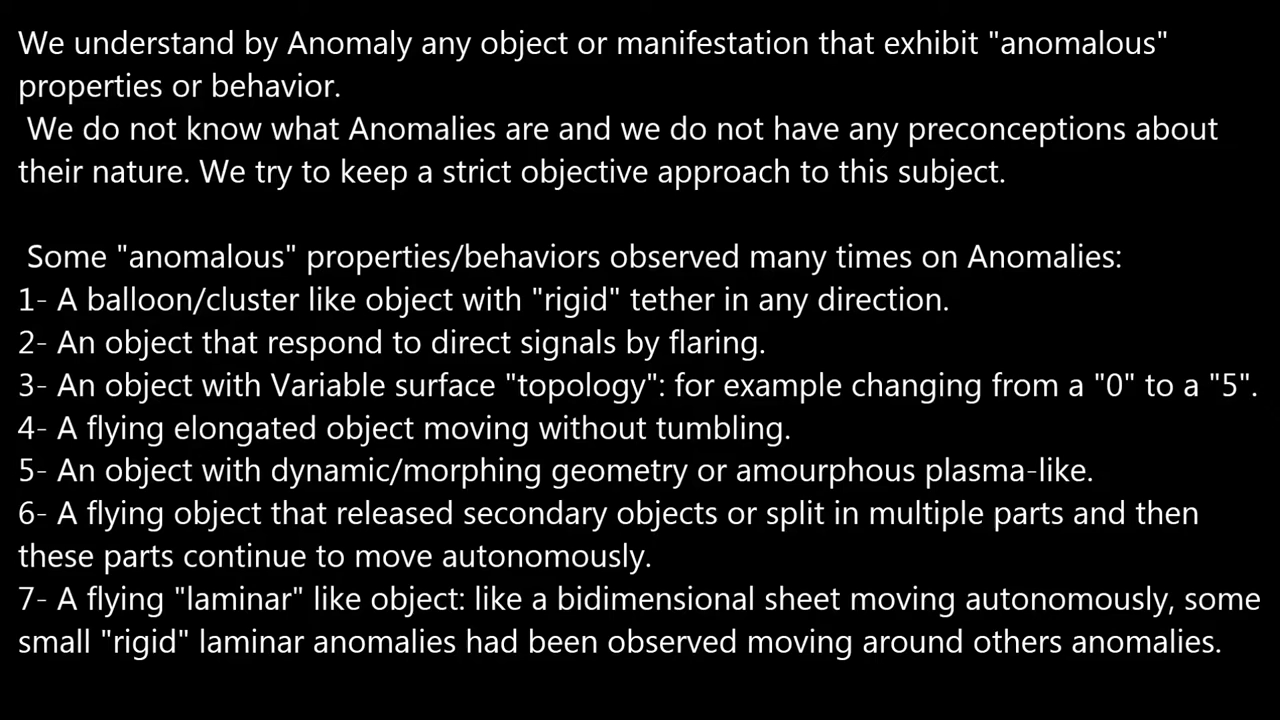 We understand by Anomaly any object or manifestation that exhibit "anomalous"
properties or behavior.
We do not know what Anomalies are and we do not have any preconceptions about
their nature. We try to keep a strict objective approach to this subject.
Some "anomalous" properties/behaviors observed many times on Anomalies:
1- A balloon/cluster like object with "rigid" tether in any direction.
2- An object that respond to direct signals by flaring.
3- An object with Variable surface "topology": for example changing from a "0" to a "5".
4- A flying elongated object moving without tumbling.
5- An object with dynamic/morphing geometry or amourphous plasma-like.
6- A flying object that released secondary objects or split in multiple parts and then
these parts continue to move autonomously.
7- A flying "laminar" like object: like a bidimensional sheet moving autonomously, some
small "rigid" laminar anomalies had been observed moving around others anomalies.